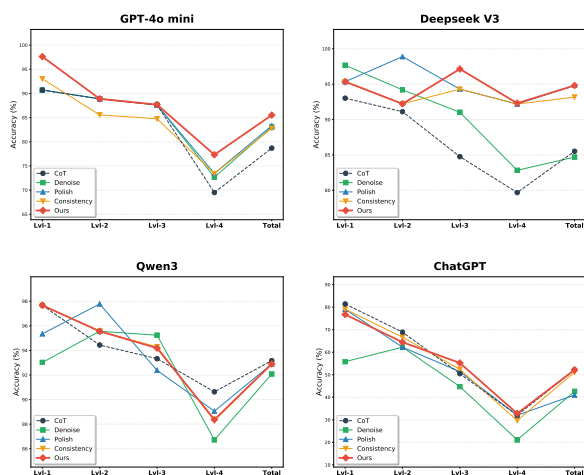 GPT-4o mini
Accuracy (%)
100
95
90
85
80
75
70
65
CoT
Denoise
Polish
Consistency
Ours
Lvl-1 Lvl-2 Lvl-3 Lvl-4 Total
Deepseek V3
Accuracy (%)
100
95
90
85
80
CoT
Denoise
Polish
Consistency
Ours
Lvl-1 Lvl-2 Lvl-3 Lvl-4 Total
Qwen3
Accuracy (%)
98
96
94
92
90
88
86
CoT
Denoise
Polish
Consistency
Ours
Lvl-1 Lvl-2 Lvl-3 Lvl-4 Total
ChatGPT
Accuracy (%)
90
80
70
60
50
40
30
20
10
CoT
Denoise
Polish
Consistency
Ours
Lvl-1 Lvl-2 Lvl-3 Lvl-4 Total